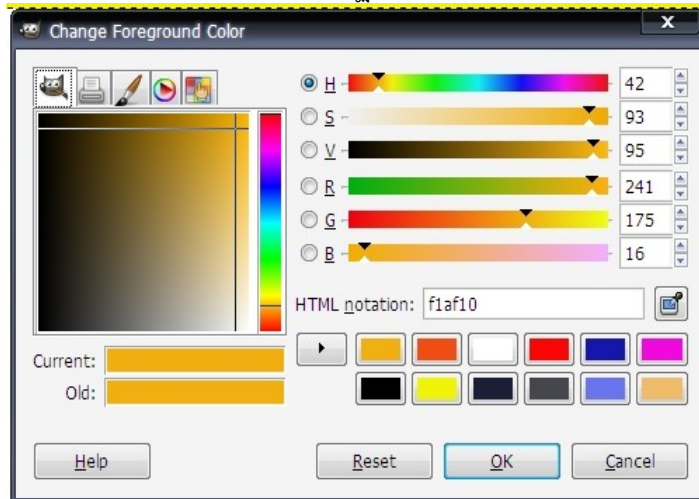 Change Foreground Color
x
H 42
S 93
V 95
R 241
G 175
B 16
HTML notation: f1af10
Current:
Old:
Help Reset OK Cancel